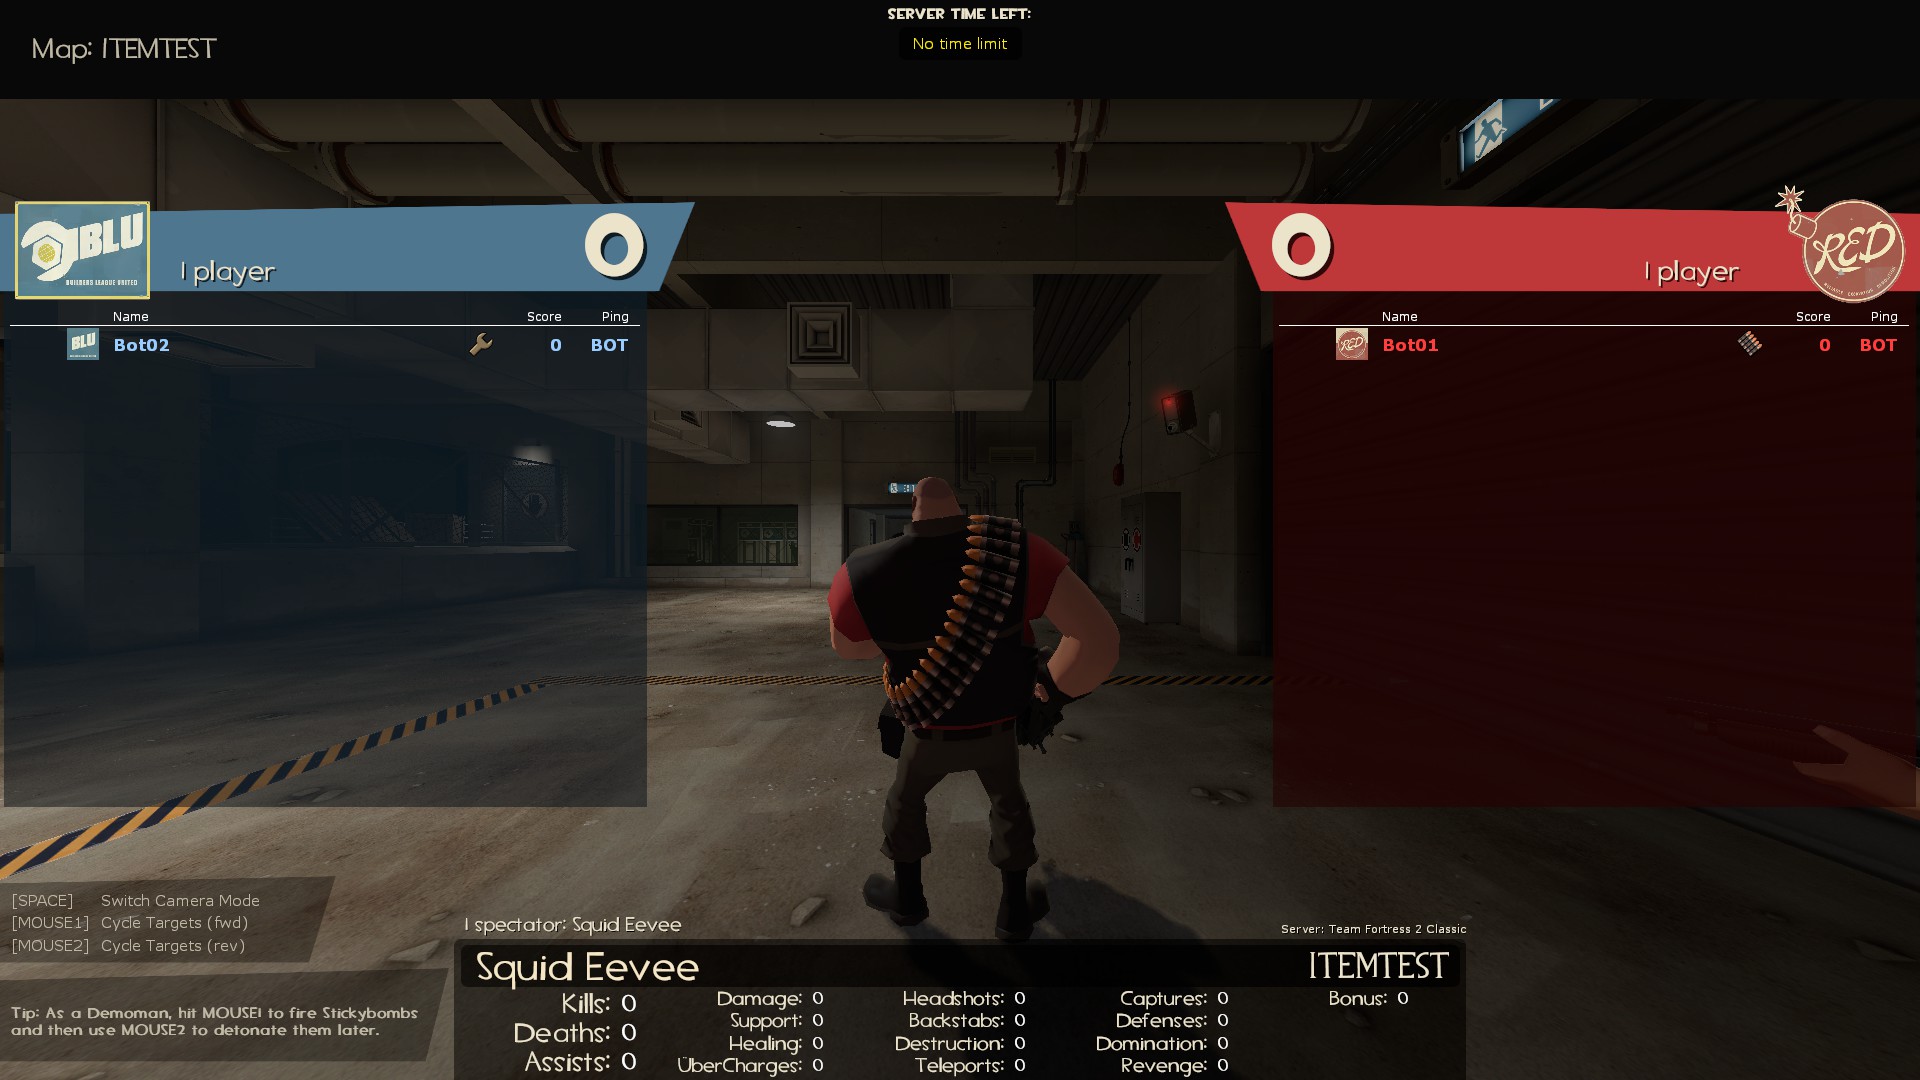 SERVER TIME LEFT:
No time limit
Map: ITEMTEST
BLU
BUILDERS LEAGUE UNITED
1 player
0
0
1 player
RED
Name Score Ping
BLU Bot02 0 BOT
Name Score Ping
RED Bot01 0 BOT
[SPACE] Switch Camera Mode
[MOUSE1] Cycle Targets (fwd)
[MOUSE2] Cycle Targets (rev)
Tip: As a Demoman, hit MOUSE1 to fire Stickybombs
and then use MOUSE2 to detonate them later.
1 spectator: Squid Eevee
Server: Team Fortress 2 Classic
Squid Eevee
ITEMTEST
Kills: 0
Deaths: 0
Assists: 0
Damage: 0
Support: 0
Healing: 0
ÜberCharges: 0
Headshots: 0
Backstabs: 0
Destruction: 0
Teleports: 0
Captures: 0
Defenses: 0
Domination: 0
Revenge: 0
Bonus: 0